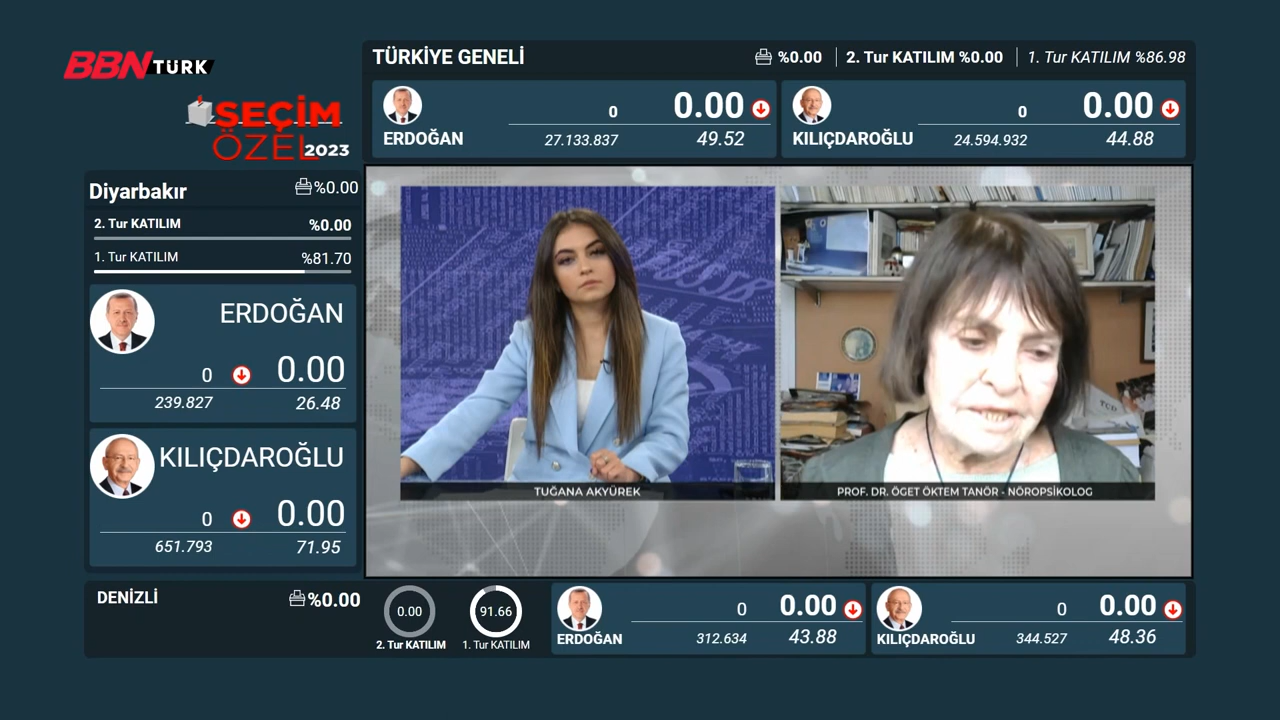 BBN TÜRK
SEÇİM
ÖZEL 2023
TÜRKİYE GENELİ
%0.00
2. Tur KATILIM %0.00
1. Tur KATILIM %86.98
ERDOĞAN
0
0.00
27.133.837
49.52
KILIÇDAROĞLU
0
0.00
24.594.932
44.88
Diyarbakır
%0.00
2. Tur KATILIM
%0.00
1. Tur KATILIM
%81.70
ERDOĞAN
0
0.00
239.827
26.48
KILIÇDAROĞLU
0
0.00
651.793
71.95
TUĞANA AKYÜREK
PROF. DR. ÖGET ÖKTEM TANÖR - NÖROPSİKOLOG
DENİZLİ
%0.00
0.00
2. Tur KATILIM
91.66
1. Tur KATILIM
ERDOĞAN
0
0.00
312.634
43.88
KILIÇDAROĞLU
0
0.00
344.527
48.36